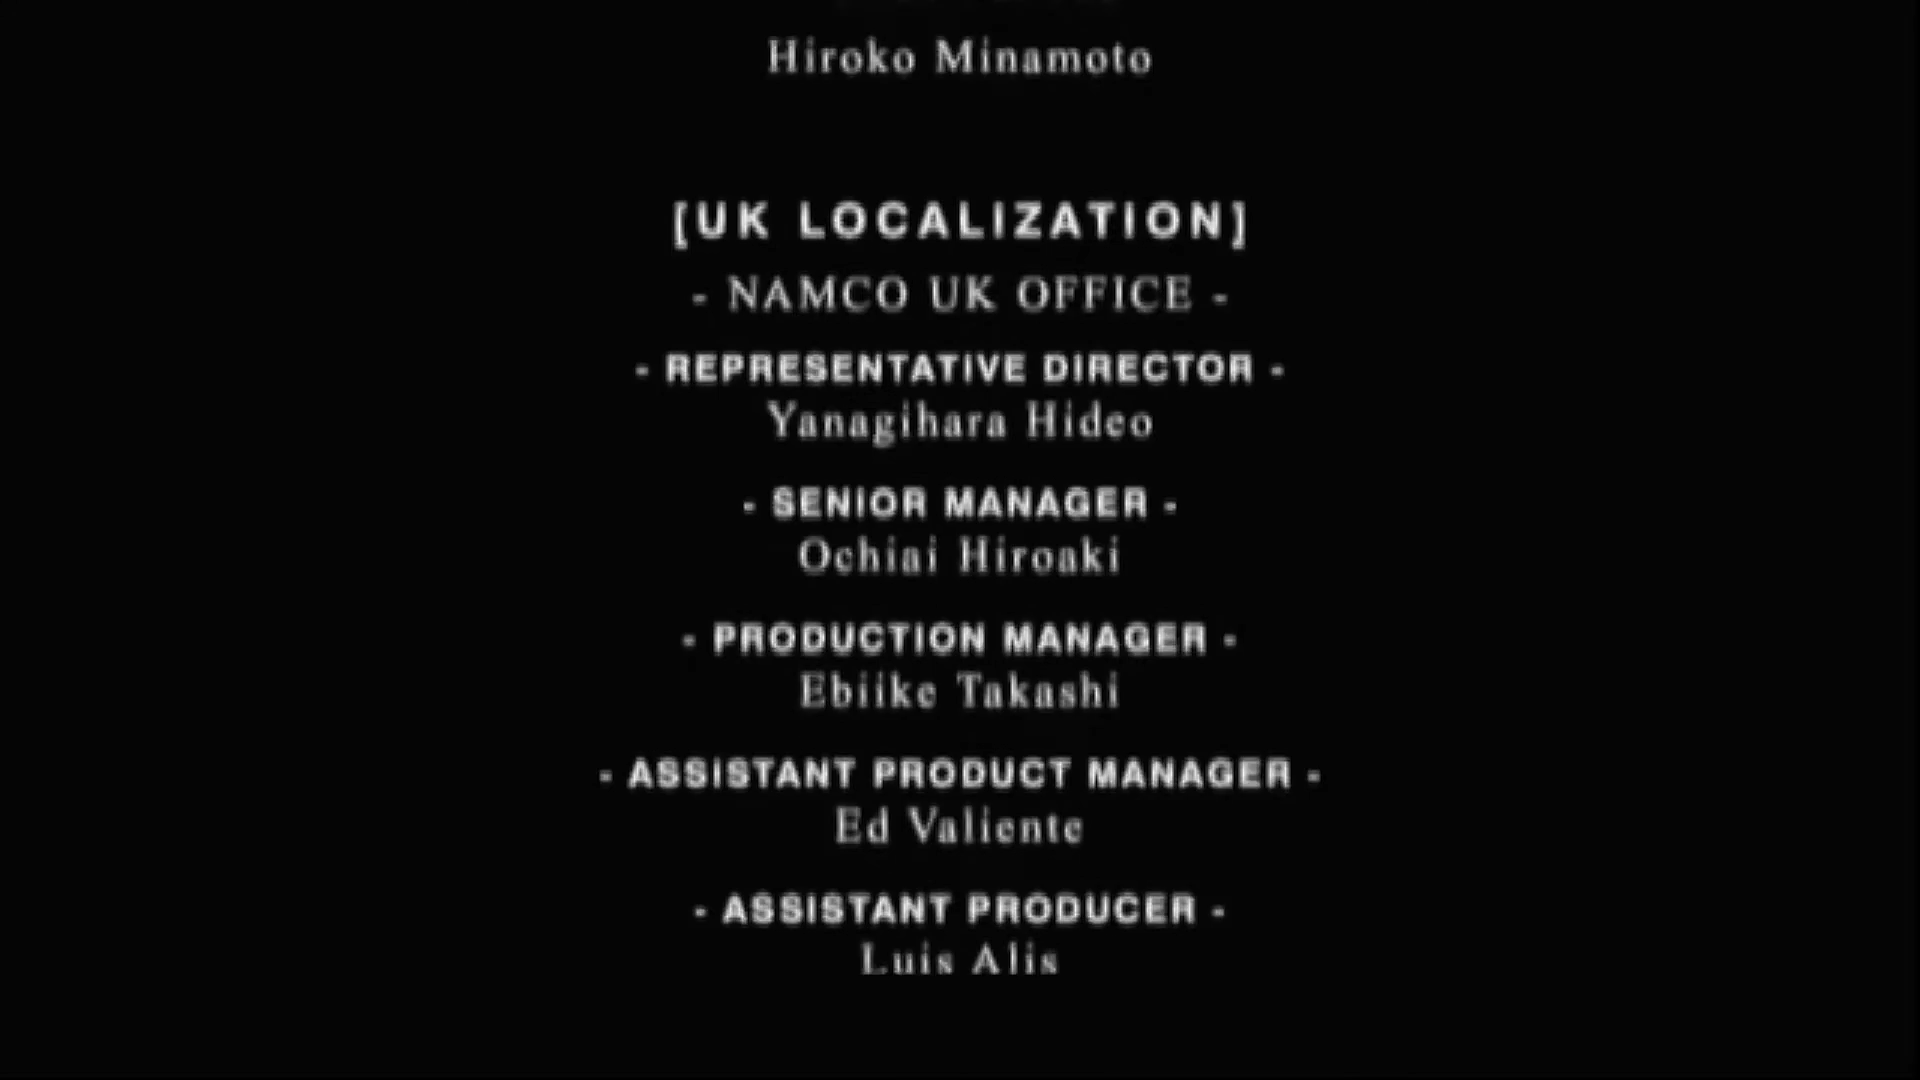 Hiroko Minamoto
[UK LOCALIZATION]
- NAMCO UK OFFICE -
- REPRESENTATIVE DIRECTOR -
Yanagihara Hideo
- SENIOR MANAGER -
Ochiai Hiroaki
- PRODUCTION MANAGER -
Ebiike Takashi
- ASSISTANT PRODUCT MANAGER -
Ed Valiente
- ASSISTANT PRODUCER -
Luis Alis